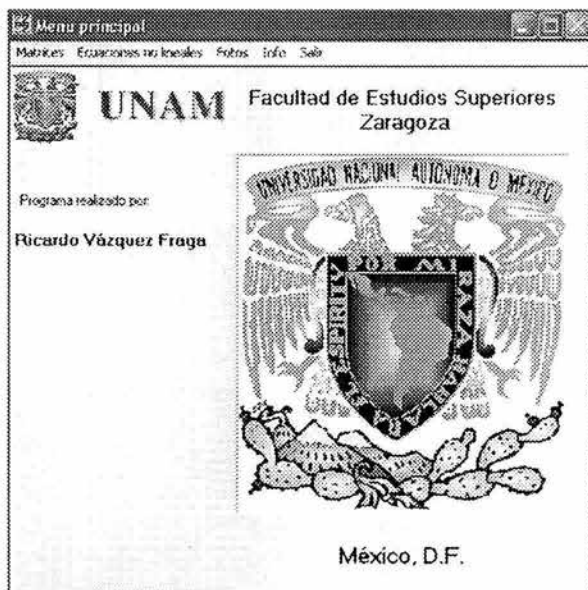 Menu principal
Matrices Ecuaciones no lineales Fotos Info Salir
UNAM
Facultad de Estudios Superiores
Zaragoza
UNIVERSIDAD NACIONAL AUTONOMA D MEXICO
Programa realizado por:
Ricardo Vázquez Fraga
POR MI RAZA HABLARA EL ESPIRITU
México, D.F.